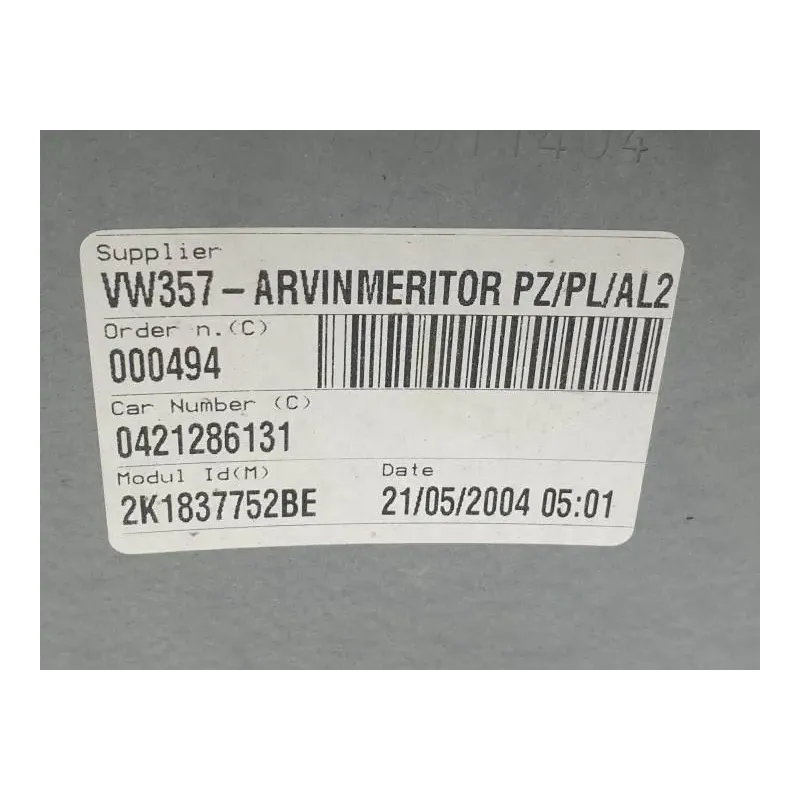 Supplier
VW357 - ARVINMERITOR PZ/PL/AL2
Order n.(C)
000494
Car Number (C)
0421286131
Modul Id(M) Date
2K1837752BE 21/05/2004 05:01